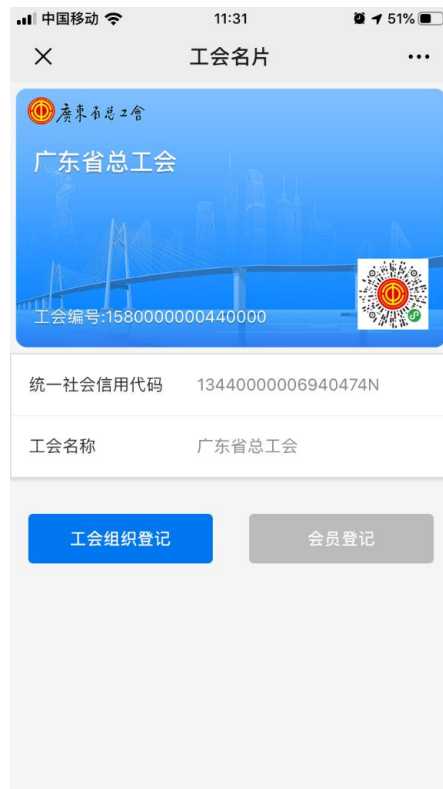 中国移动 11:31 51%
工会名片
廣東省总工會
广东省总工会
工会编号:1580000000440000
统一社会信用代码 13440000006940474N
工会名称 广东省总工会
工会组织登记 会员登记